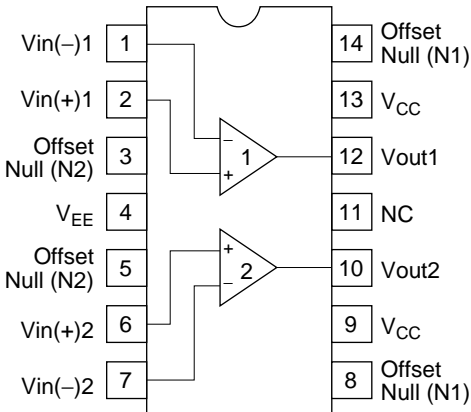 Vin(−)1
1
Vin(+)1
2
Offset
Null (N2)
3
VEE
4
Offset
Null (N2)
5
Vin(+)2
6
Vin(−)2
7
−
1
+
+
2
−
14
Offset
Null (N1)
13
VCC
12
Vout1
11
NC
10
Vout2
9
VCC
8
Offset
Null (N1)